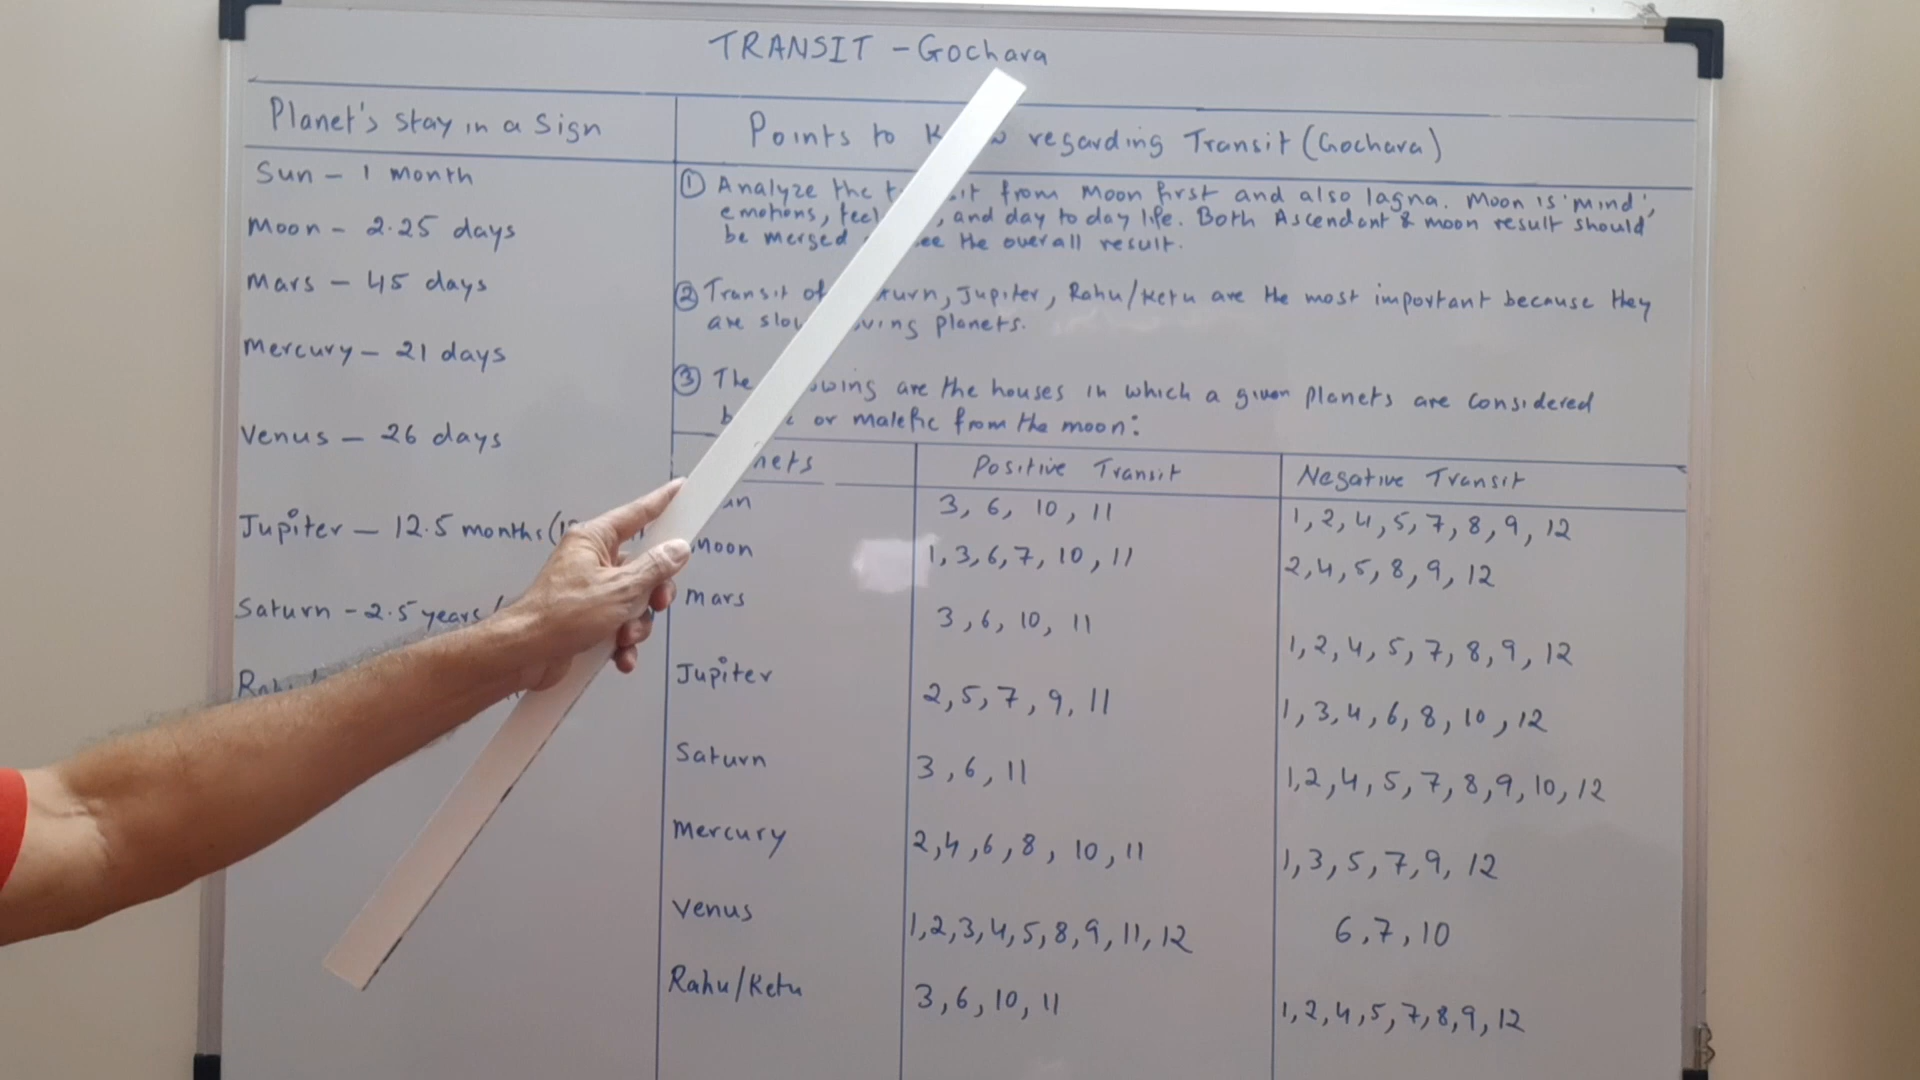 TRANSIT - Gochara
Planet's stay in a Sign
Sun - 1 month
Moon - 2.25 days
Mars - 45 days
Mercury - 21 days
Venus - 26 days
Jupiter - 12.5 months
Saturn - 2.5 years
Points to regarding Transit (Gochara)
① Analyze the from Moon first and also lagna. Moon is 'mind',
emotions, and day to day life. Both Ascendant & moon result should
be merged the overall result.
② Transit of Jupiter, Rahu/Ketu are the most important because they
are planets.
③ The are the houses in which a given planets are considered
or malefic from the moon:
Positive Transit Negative Transit
3, 6, 10, 11 1, 2, 4, 5, 7, 8, 9, 12
Moon 1, 3, 6, 7, 10, 11 2, 4, 5, 8, 9, 12
Mars 3, 6, 10, 11 1, 2, 4, 5, 7, 8, 9, 12
Jupiter 2, 5, 7, 9, 11 1, 3, 4, 6, 8, 10, 12
Saturn 3, 6, 11 1, 2, 4, 5, 7, 8, 9, 10, 12
Mercury 2, 4, 6, 8, 10, 11 1, 3, 5, 7, 9, 12
Venus 1, 2, 3, 4, 5, 8, 9, 11, 12 6, 7, 10
Rahu/Ketu 3, 6, 10, 11 1, 2, 4, 5, 7, 8, 9, 12